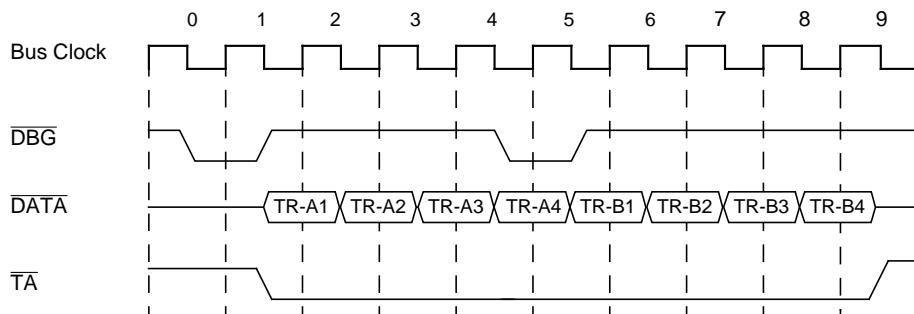 0 1 2 3 4 5 6 7 8 9
Bus Clock
DBG
DATA
TR-A1 TR-A2 TR-A3 TR-A4 TR-B1 TR-B2 TR-B3 TR-B4
TA